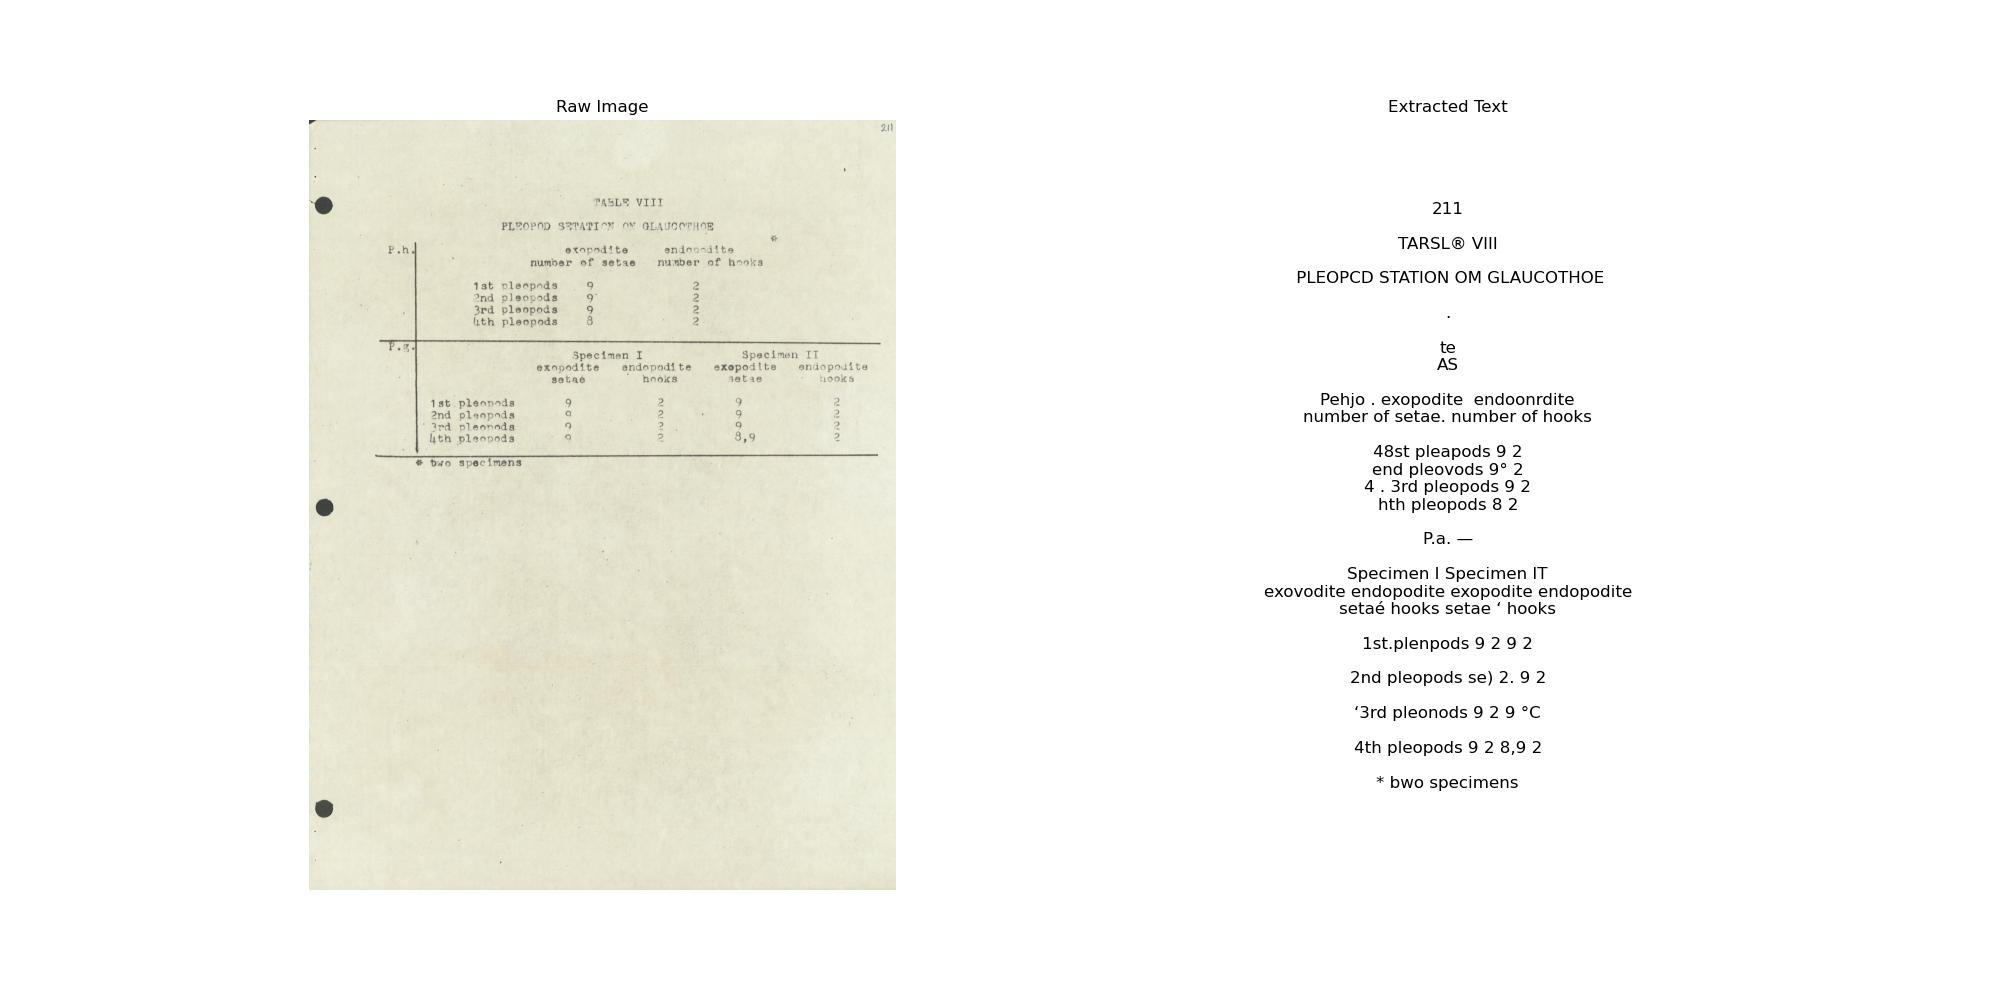 Raw Image
211
TABLE VIII
PLEOPOD SETATION ON GLAUCOTHOE
*
P.h. exopodite endopodite
number of setae number of hooks
1st pleopods 9 2
2nd pleopods 9 2
3rd pleopods 9 2
4th pleopods 8 2
P.g.
Specimen I Specimen II
exopodite endopodite exopodite endopodite
setae hooks setae hooks
1st pleopods 9 2 9 2
2nd pleopods 9 2 9 2
3rd pleopods 9 2 9 2
4th pleopods 9 2 8,9 2
* two specimens
Extracted Text
211
TARSL® VIII
PLEOPCD STATION OM GLAUCOTHOE
.
te
AS
Pehjo . exopodite endoonrdite
number of setae. number of hooks
48st pleapods 9 2
end pleovods 9° 2
4 . 3rd pleopods 9 2
hth pleopods 8 2
P.a. —
Specimen I Specimen IT
exovodite endopodite exopodite endopodite
setaé hooks setae ‘ hooks
1st.plenpods 9 2 9 2
2nd pleopods se) 2. 9 2
‘3rd pleonods 9 2 9 °C
4th pleopods 9 2 8,9 2
* bwo specimens